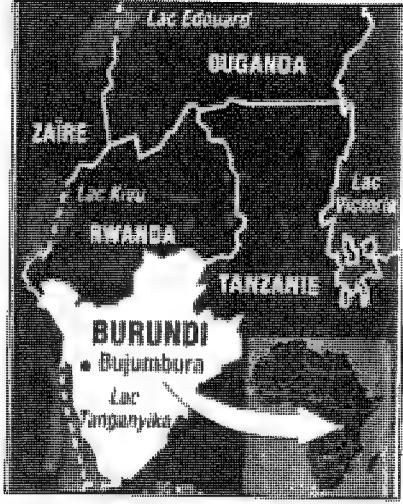 Lac Edouard
OUGANDA
ZAÏRE
Lac Kivu
Lac
Victoria
RWANDA
TANZANIE
BURUNDI
Bujumbura
Lac
Tanganyika